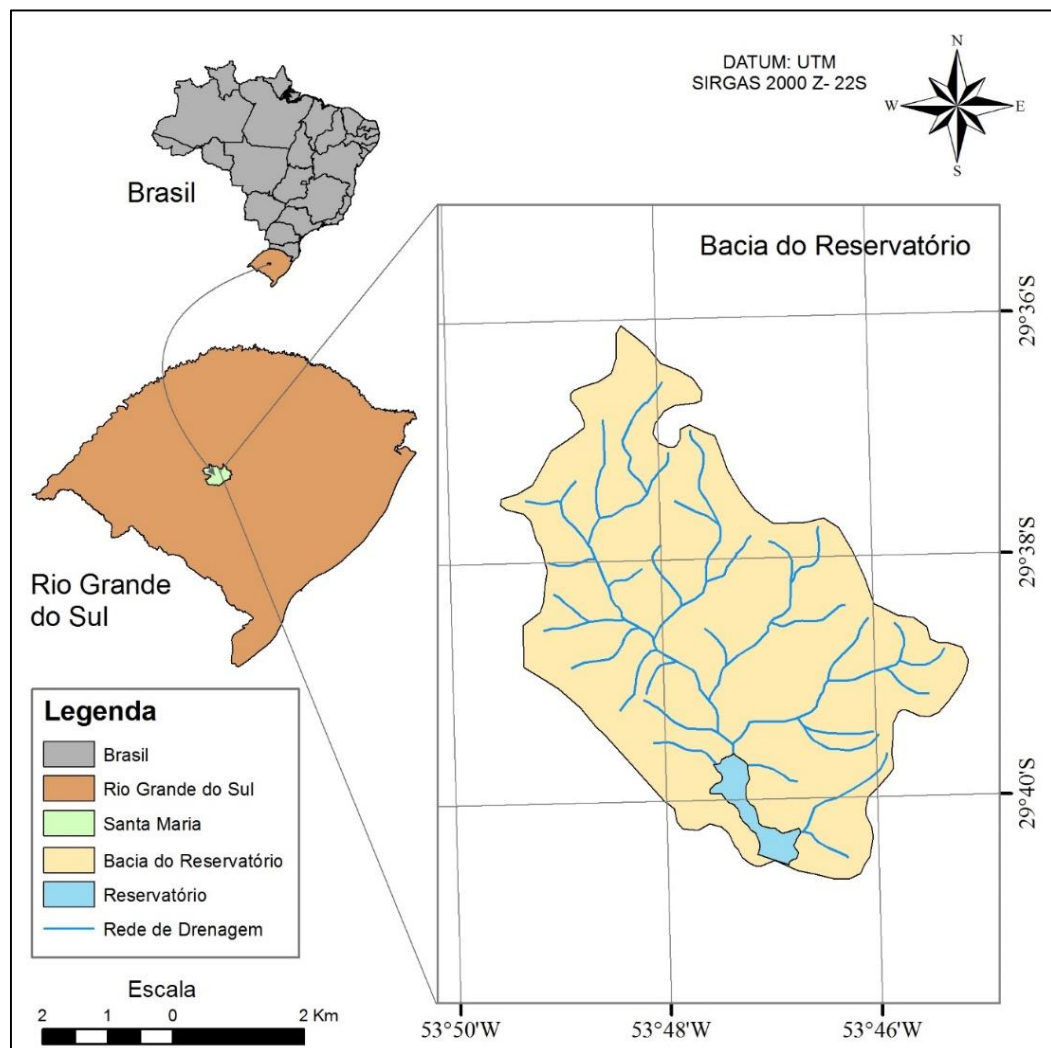 DATUM: UTM
SIRGAS 2000 Z- 22S
N
W
E
S
Brasil
Bacia do Reservatório
29°36'S
Rio Grande
do Sul
29°38'S
Legenda
Brasil
Rio Grande do Sul
Santa Maria
Bacia do Reservatório
Reservatório
Rede de Drenagem
29°40'S
Escala
2 1 0 2 Km
53°50'W 53°48'W 53°46'W